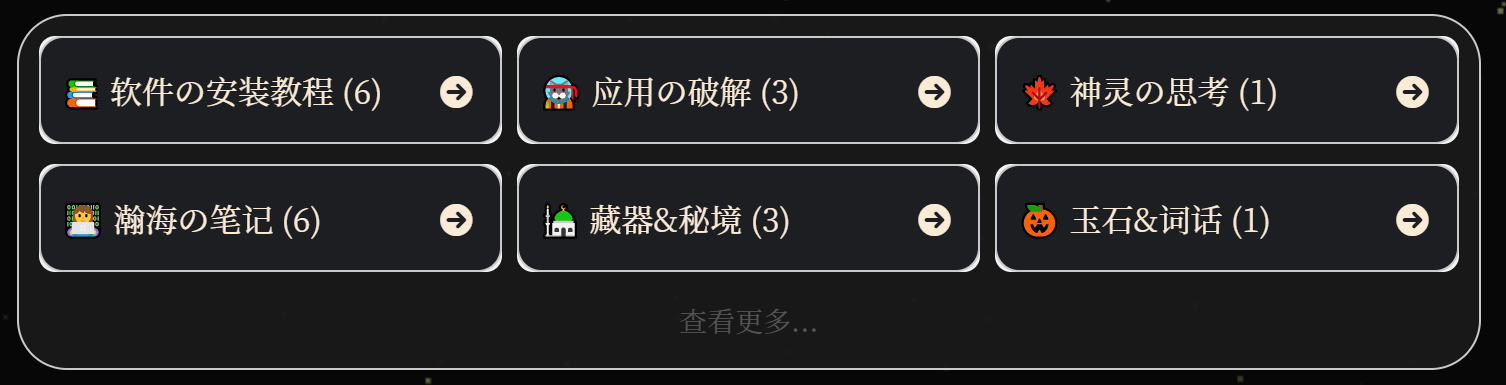 软件の安装教程 (6)
应用の破解 (3)
神灵の思考 (1)
瀚海の笔记 (6)
藏器&秘境 (3)
玉石&词话 (1)
查看更多...